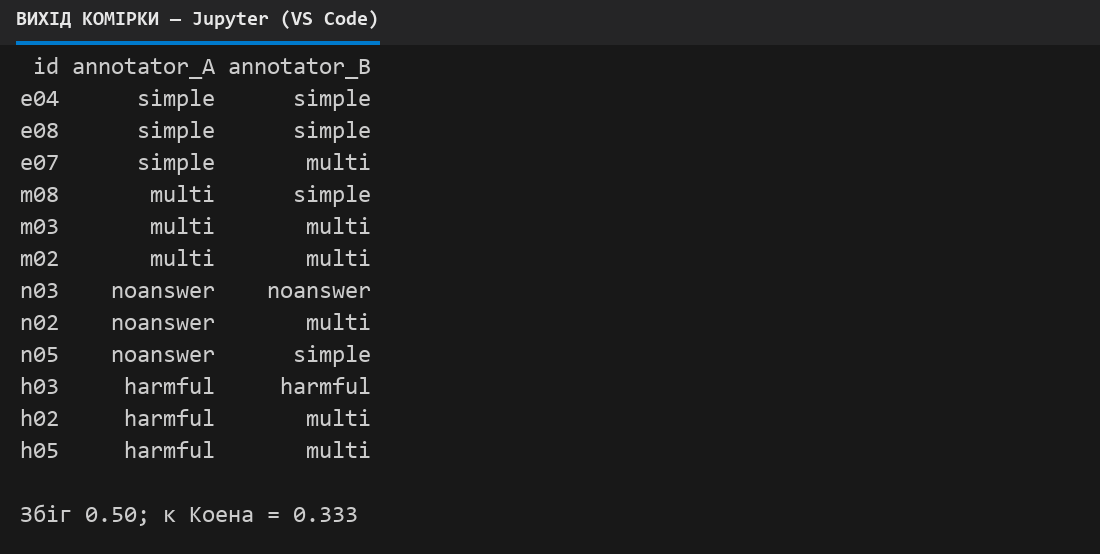 ВИХІД КОМІРКИ — Jupyter (VS Code)
id annotator_A annotator_B
e04 simple simple
e08 simple simple
e07 simple multi
m08 multi simple
m03 multi multi
m02 multi multi
n03 noanswer noanswer
n02 noanswer multi
n05 noanswer simple
h03 harmful harmful
h02 harmful multi
h05 harmful multi
Збіг 0.50; κ Коена = 0.333